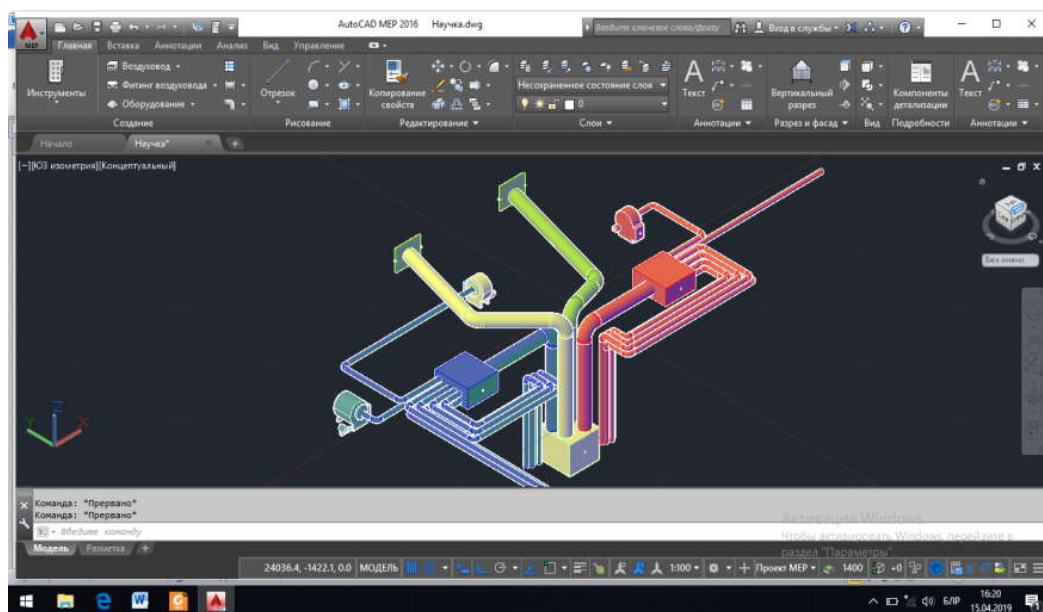 AutoCAD MEP 2016 Научка.dwg
Введите ключевое слово/фразу
Вход в службы
MEP
Главная Вставка Аннотации Анализ Вид Управление
Инструменты
Воздуховод
Фитинг воздуховода
Оборудование
Отрезок
Копирование свойств
Несохраненное состояние слоя
0
Текст
Вертикальный разрез
Компоненты детализации
Текст
Создание Рисование Редактирование Слои Аннотации Разрез и фасад Вид Подробности Аннотации
Начало Научка*
[−][ЮЗ изометрия][Концептуальный]
Без имени
Z
Y X
Команда: *Прервано*
Команда: *Прервано*
Введите команду
Активация Windows
Чтобы активировать Windows, перейдите в
раздел "Параметры".
Модель Разметка +
24036.4, -1422.1, 0.0 МОДЕЛЬ 1:100 Проект MEP 1400 +0
БЛР
16:20
15.04.2019